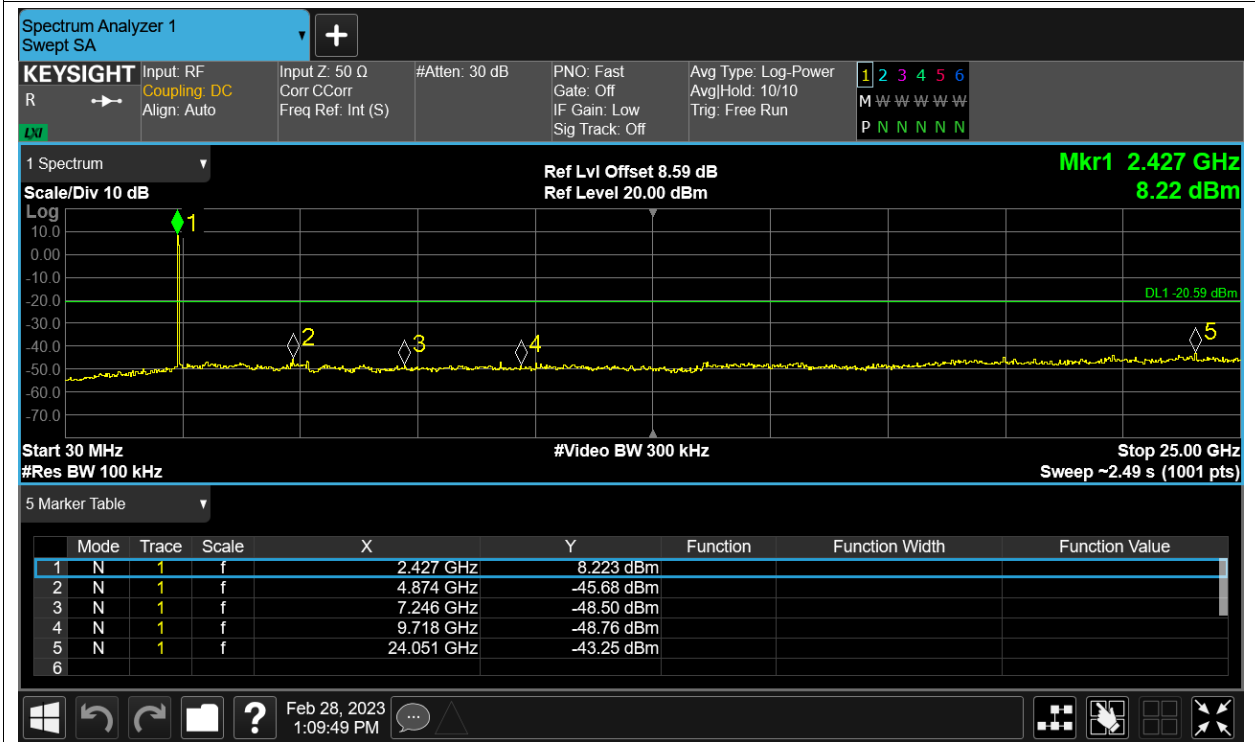 Spectrum Analyzer 1
Swept SA
+
KEYSIGHT
R
LXI
Input: RF
Coupling: DC
Align: Auto
Input Z: 50 Ω
Corr CCorr
Freq Ref: Int (S)
#Atten: 30 dB
PNO: Fast
Gate: Off
IF Gain: Low
Sig Track: Off
Avg Type: Log-Power
Avg|Hold: 10/10
Trig: Free Run
1 2 3 4 5 6
M W W W W W
P N N N N N
1 Spectrum
Scale/Div 10 dB
Ref Lvl Offset 8.59 dB
Ref Level 20.00 dBm
Mkr1 2.427 GHz
8.22 dBm
Log
10.0
0.00
-10.0
-20.0
-30.0
-40.0
-50.0
-60.0
-70.0
1
2
3
4
5
DL1 -20.59 dBm
Start 30 MHz
#Res BW 100 kHz
#Video BW 300 kHz
Stop 25.00 GHz
Sweep ~2.49 s (1001 pts)
5 Marker Table
Mode Trace Scale X Y Function Function Width Function Value
1 N 1 f 2.427 GHz 8.223 dBm
2 N 1 f 4.874 GHz -45.68 dBm
3 N 1 f 7.246 GHz -48.50 dBm
4 N 1 f 9.718 GHz -48.76 dBm
5 N 1 f 24.051 GHz -43.25 dBm
6
?
Feb 28, 2023
1:09:49 PM